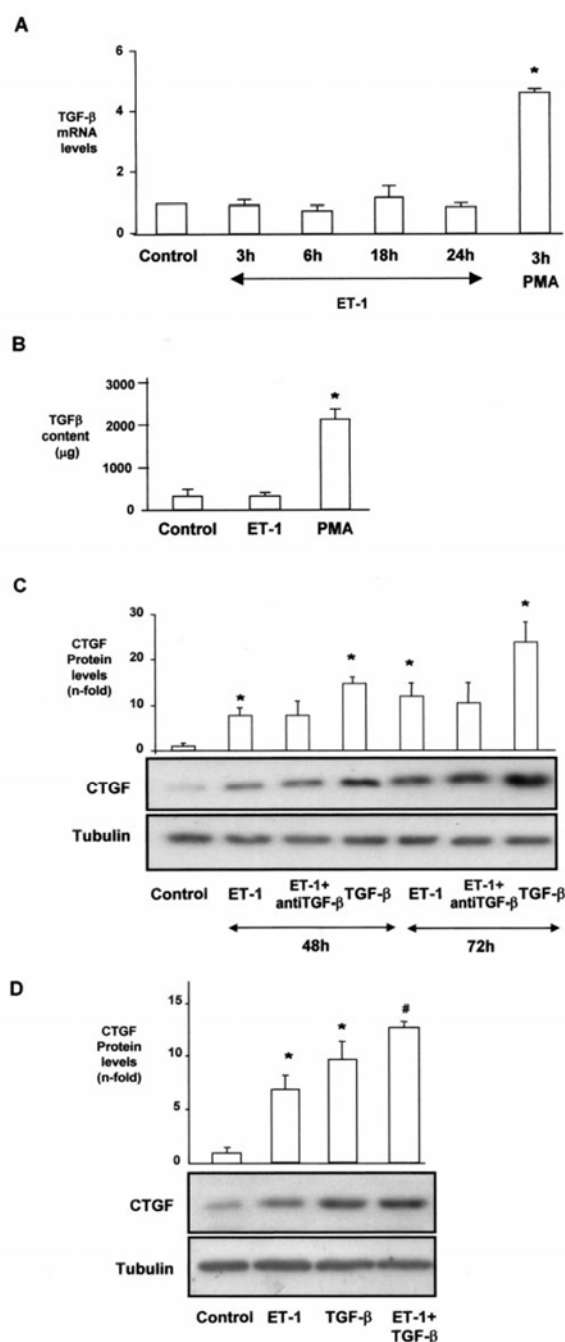 A
6
TGF-β
mRNA
levels
4
2
0
*
Control 3h 6h 18h 24h 3h
PMA
ET-1
B
3000
TGFβ
content
(μg)
2000
1000
0
*
Control ET-1 PMA
C
30
CTGF
Protein
levels
(n-fold)
20
10
0
* * * *
CTGF
Tubulin
Control ET-1 ET-1+ antiTGF-β TGF-β ET-1 ET-1+ antiTGF-β TGF-β
48h 72h
D
15
CTGF
Protein
levels
(n-fold)
10
5
0
* * #
CTGF
Tubulin
Control ET-1 TGF-β ET-1+
TGF-β